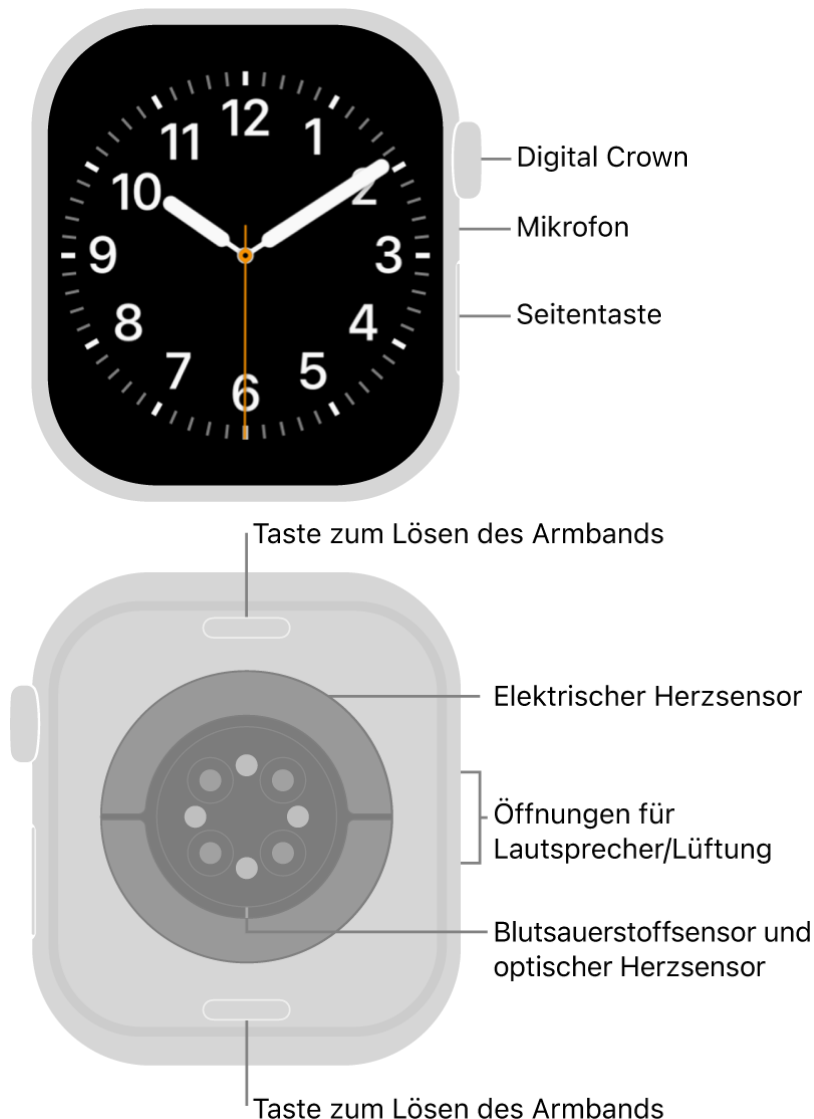 12
11
1
10
2
9
3
8
4
7
5
6
Digital Crown
Mikrofon
Seitentaste
Taste zum Lösen des Armbands
Elektrischer Herzsensor
Öffnungen für
Lautsprecher/Lüftung
Blutsauerstoffsensor und
optischer Herzsensor
Taste zum Lösen des Armbands